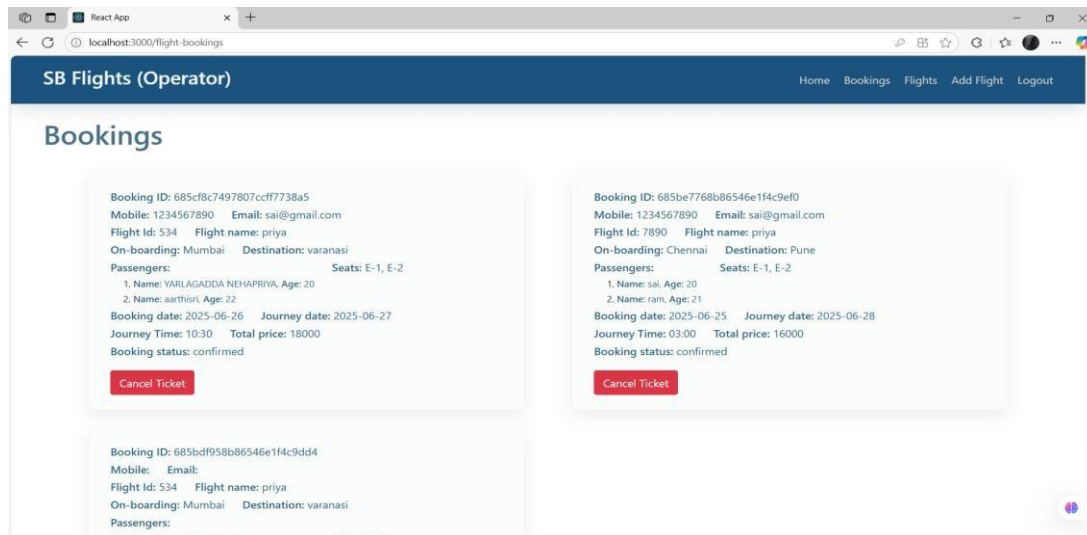 React App
localhost:3000/flight-bookings
SB Flights (Operator)
Home Bookings Flights Add Flight Logout
Bookings
Booking ID: 685cf8c7497807ccff7738a5
Mobile: 1234567890 Email: sai@gmail.com
Flight Id: 534 Flight name: priya
On-boarding: Mumbai Destination: varanasi
Passengers: Seats: E-1, E-2
1. Name: YARLAGADDA NEHAPRIYA, Age: 20
2. Name: aarthisri, Age: 22
Booking date: 2025-06-26 Journey date: 2025-06-27
Journey Time: 10:30 Total price: 18000
Booking status: confirmed
Cancel Ticket
Booking ID: 685be7768b86546e1f4c9ef0
Mobile: 1234567890 Email: sai@gmail.com
Flight Id: 7890 Flight name: priya
On-boarding: Chennai Destination: Pune
Passengers: Seats: E-1, E-2
1. Name: sai, Age: 20
2. Name: ram, Age: 21
Booking date: 2025-06-25 Journey date: 2025-06-28
Journey Time: 03:00 Total price: 16000
Booking status: confirmed
Cancel Ticket
Booking ID: 685bdf958b86546e1f4c9dd4
Mobile: Email:
Flight Id: 534 Flight name: priya
On-boarding: Mumbai Destination: varanasi
Passengers: